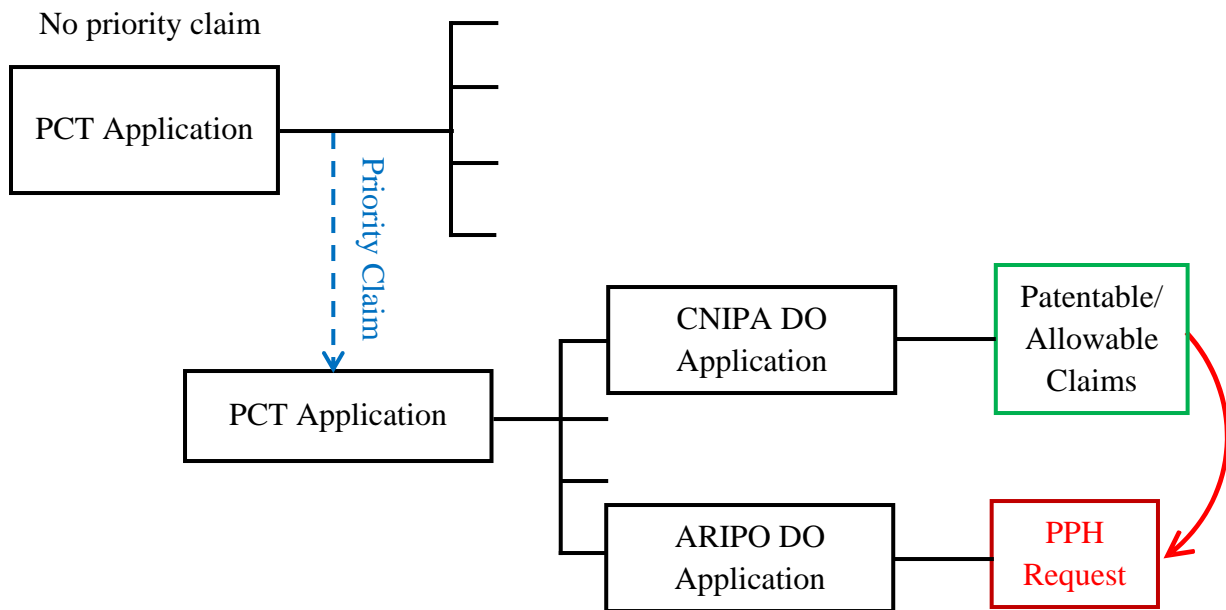 No priority claim
PCT Application
Priority Claim
CNIPA DO
Application
Patentable/
Allowable
Claims
PCT Application
ARIPO DO
Application
PPH
Request